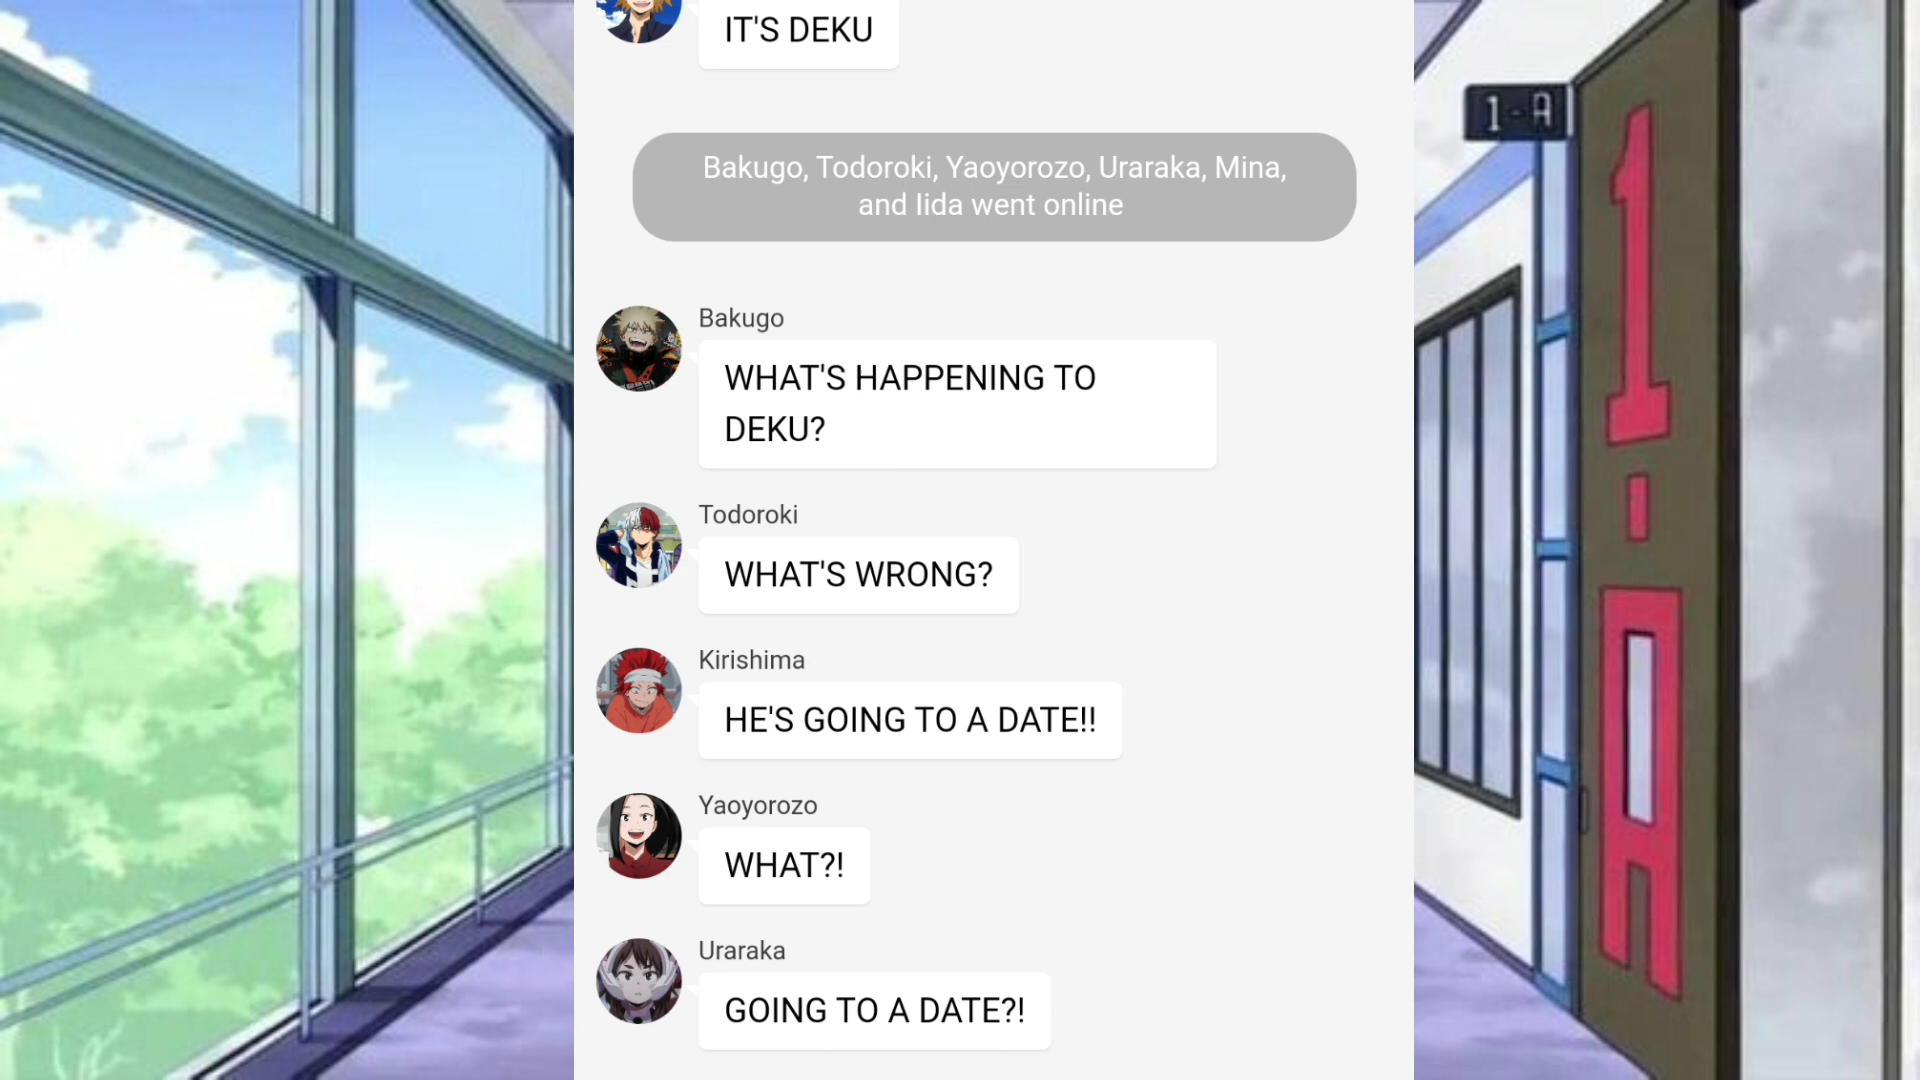 IT'S DEKU
Bakugo, Todoroki, Yaoyorozo, Uraraka, Mina,
and Iida went online
Bakugo
WHAT'S HAPPENING TO
DEKU?
Todoroki
WHAT'S WRONG?
Kirishima
HE'S GOING TO A DATE!!
Yaoyorozo
WHAT?!
Uraraka
GOING TO A DATE?!
1-A
1-A